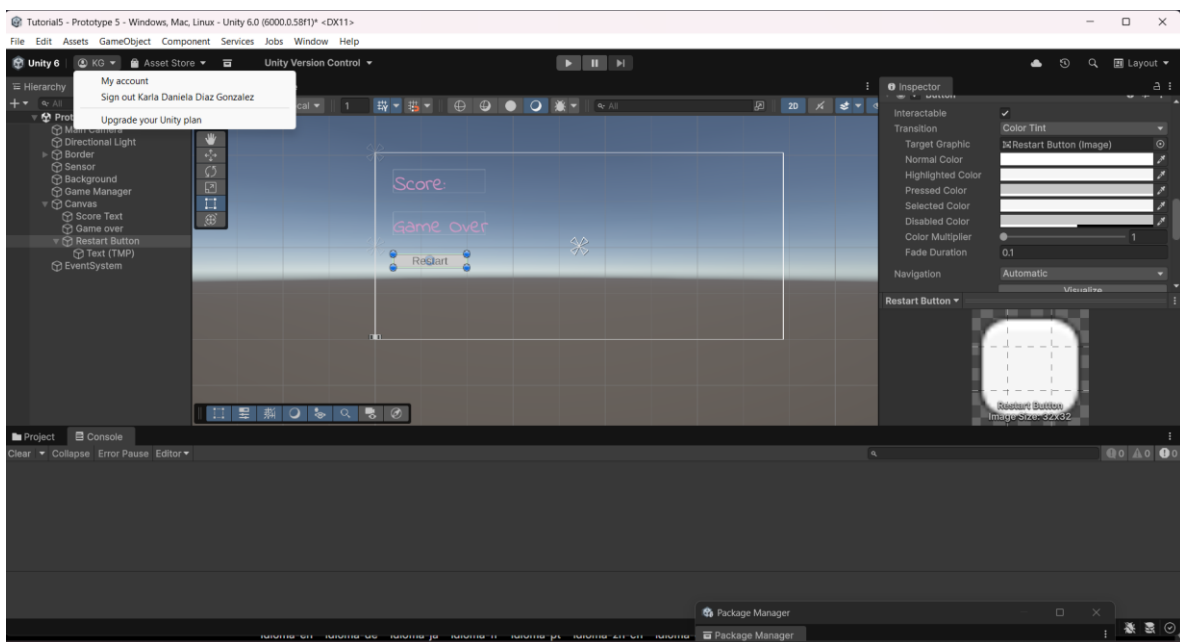 Tutorial5 - Prototype 5 - Windows, Mac, Linux - Unity 6.0 (6000.0.58f1)* <DX11>
File Edit Assets GameObject Component Services Jobs Window Help
Unity 6 KG Asset Store Unity Version Control Layout
My account
Sign out Karla Daniela Diaz Gonzalez
Upgrade your Unity plan
Hierarchy
All
Main Camera
Directional Light
Border
Sensor
Background
Game Manager
Canvas
Score Text
Game over
Restart Button
Text (TMP)
EventSystem
1 All 2D
Score:
Game over
Restart
Inspector
Button
Interactable
Transition Color Tint
Target Graphic Restart Button (Image)
Normal Color
Highlighted Color
Pressed Color
Selected Color
Disabled Color
Color Multiplier 1
Fade Duration 0.1
Navigation Automatic
Visualize
Restart Button
Restart Button
Image Size: 32x32
Project Console
Clear Collapse Error Pause Editor 0 0 0
Package Manager
Package Manager